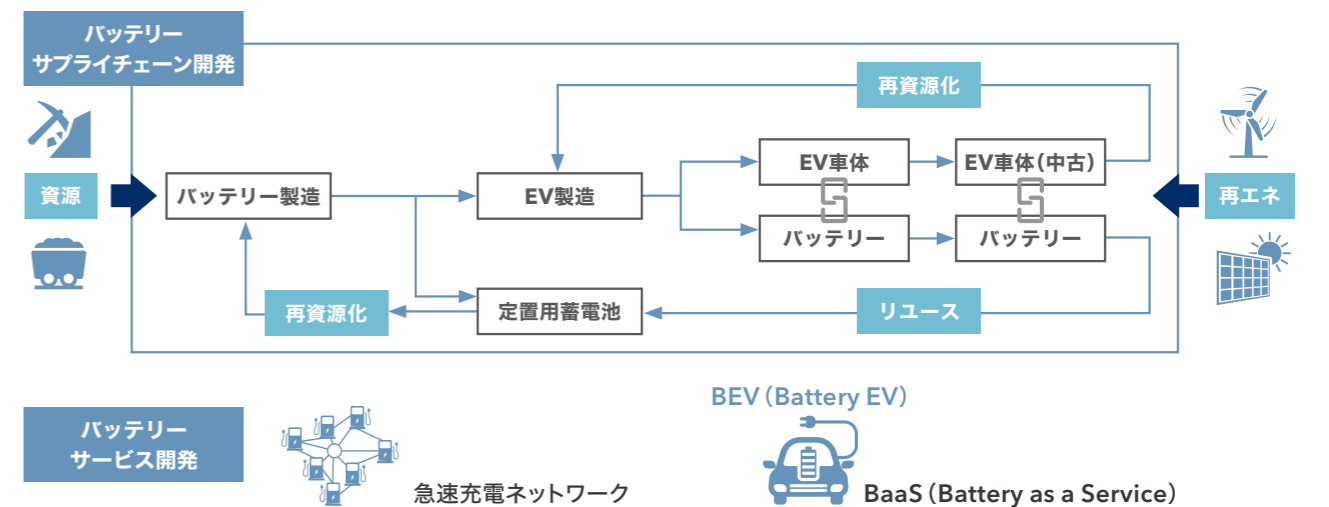 バッテリー
サプライチェーン開発
再資源化
EV車体
EV車体（中古）
資源
バッテリー製造
EV製造
再エネ
バッテリー
バッテリー
再資源化
定置用蓄電池
リユース
バッテリー
サービス開発
急速充電ネットワーク
BEV（Battery EV）
BaaS（Battery as a Service）